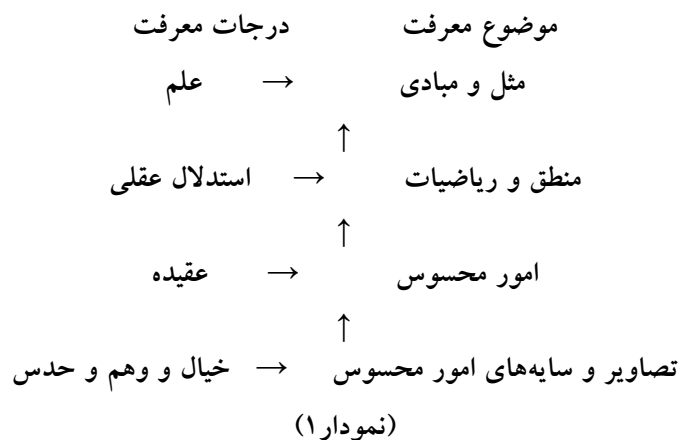 موضوع معرفت درجات معرفت
مثل و مبادی → علم
↑
منطق و ریاضیات → استدلال عقلی
↑
امور محسوس → عقیده
↑
تصاویر و سایه‌های امور محسوس → خیال و وهم و حدس
(نمودار۱)